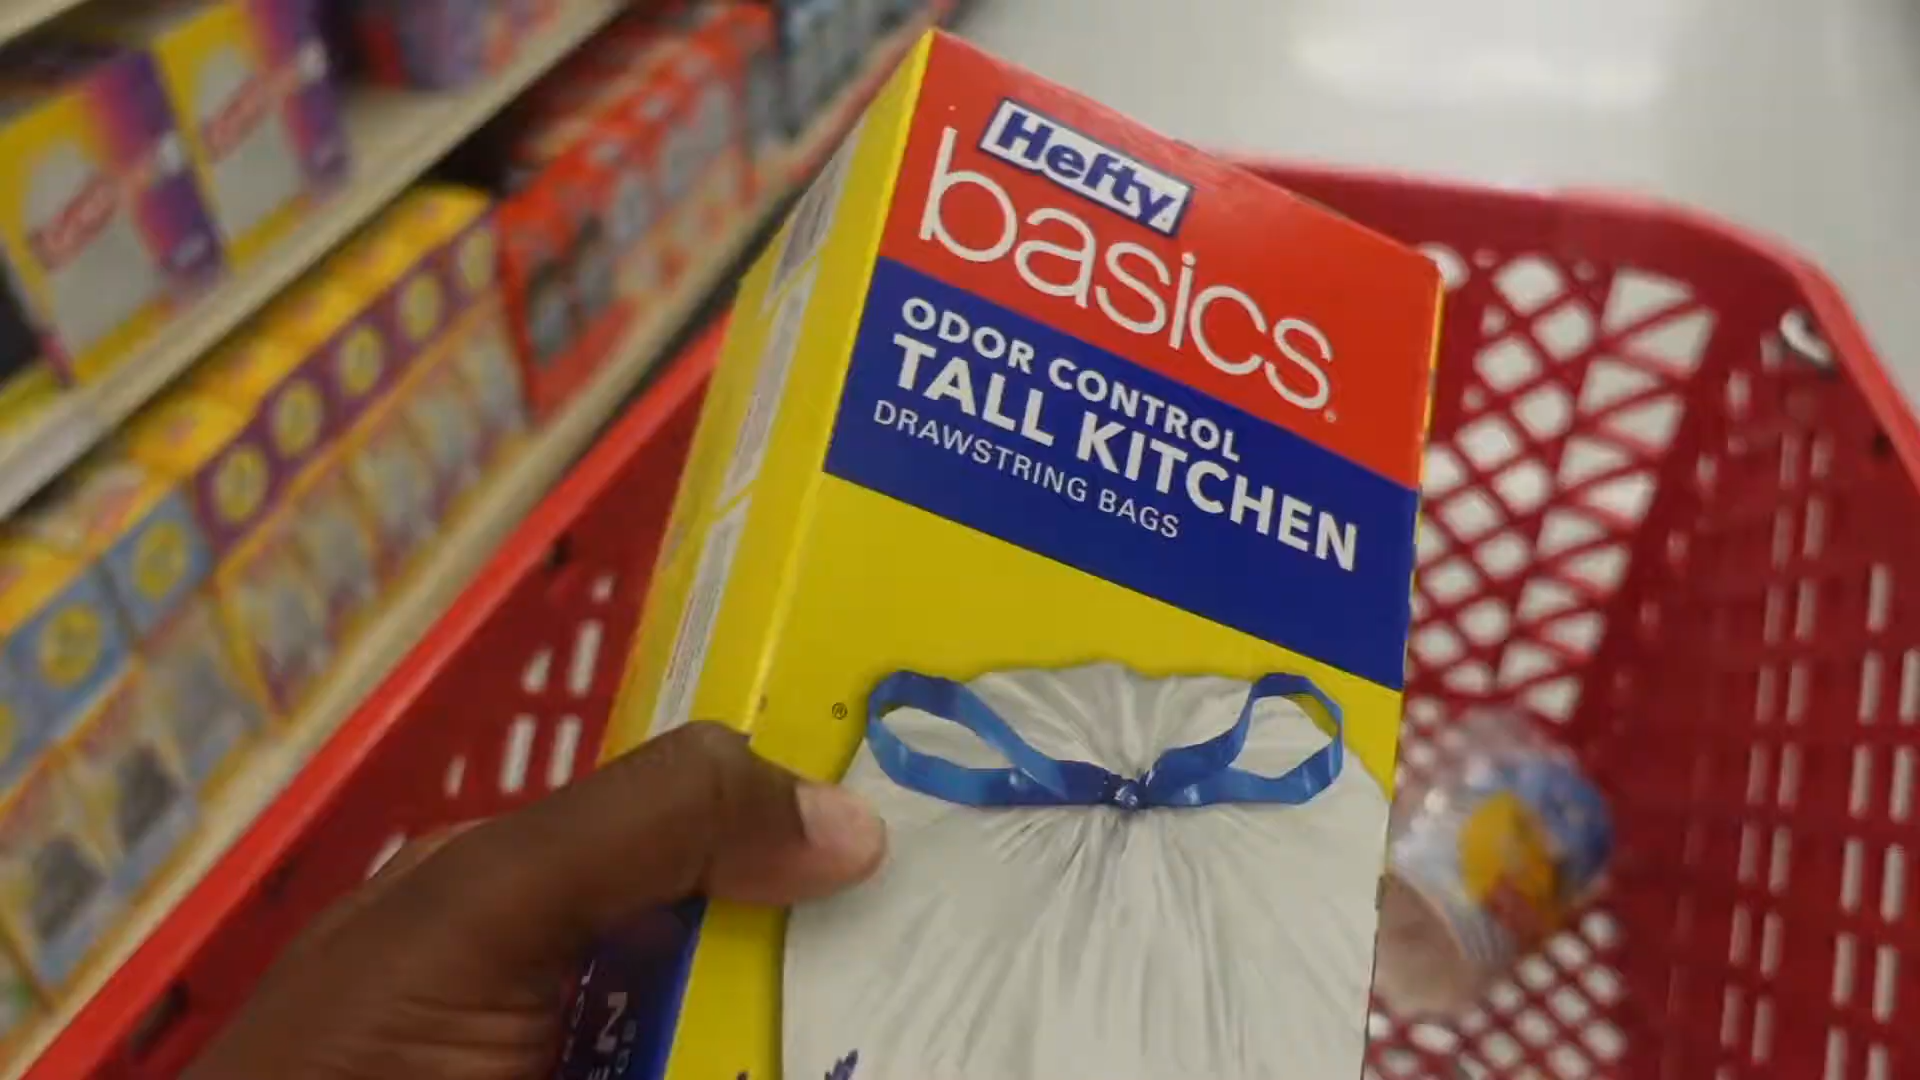 Hefty
basics
ODOR CONTROL
TALL KITCHEN
DRAWSTRING BAGS